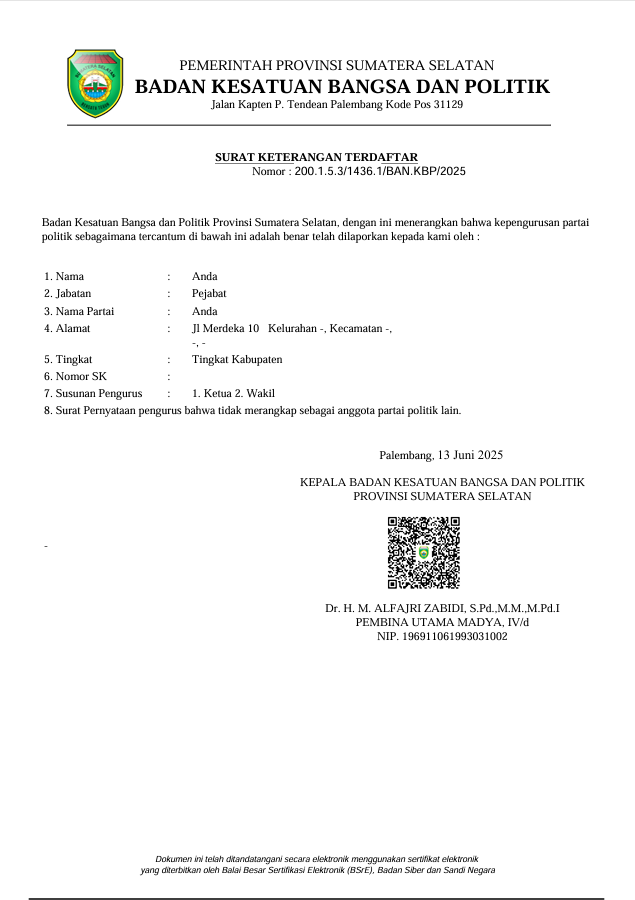 PEMERINTAH PROVINSI SUMATERA SELATAN
BADAN KESATUAN BANGSA DAN POLITIK
Jalan Kapten P. Tendean Palembang Kode Pos 31129
SURAT KETERANGAN TERDAFTAR
Nomor : 200.1.5.3/1436.1/BAN.KBP/2025
Badan Kesatuan Bangsa dan Politik Provinsi Sumatera Selatan, dengan ini menerangkan bahwa kepengurusan partai
politik sebagaimana tercantum di bawah ini adalah benar telah dilaporkan kepada kami oleh :
1. Nama : Anda
2. Jabatan : Pejabat
3. Nama Partai : Anda
4. Alamat : Jl Merdeka 10 Kelurahan -, Kecamatan -,
-, -
5. Tingkat : Tingkat Kabupaten
6. Nomor SK :
7. Susunan Pengurus : 1. Ketua 2. Wakil
8. Surat Pernyataan pengurus bahwa tidak merangkap sebagai anggota partai politik lain.
Palembang, 13 Juni 2025
KEPALA BADAN KESATUAN BANGSA DAN POLITIK
PROVINSI SUMATERA SELATAN
-
Dr. H. M. ALFAJRI ZABIDI, S.Pd.,M.M.,M.Pd.I
PEMBINA UTAMA MADYA, IV/d
NIP. 196911061993031002
Dokumen ini telah ditandatangani secara elektronik menggunakan sertifikat elektronik
yang diterbitkan oleh Balai Besar Sertifikasi Elektronik (BSrE), Badan Siber dan Sandi Negara